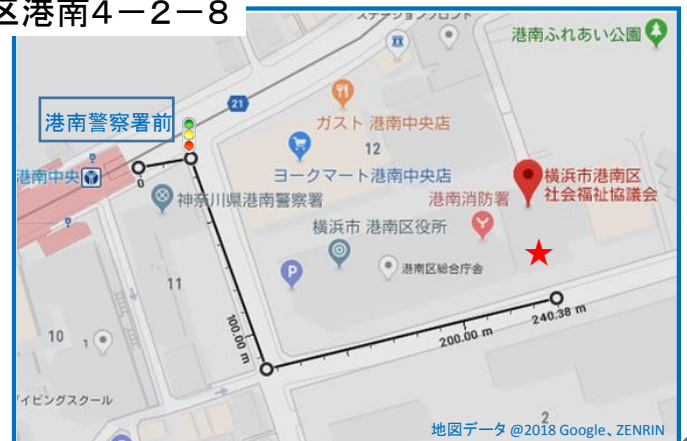 区港南4－2－8
ステーションフロント
港南ふれあい公園
21
港南警察署前
ガスト 港南中央店
12
ヨークマート港南中央店
港南中央
0
神奈川県港南警察署
港南消防署
横浜市港南区
社会福祉協議会
横浜市 港南区役所
P
港南区総合庁舎
11
100.00 m
200.00 m
240.38 m
10
1
イビングスクール
2
地図データ @2018 Google、ZENRIN